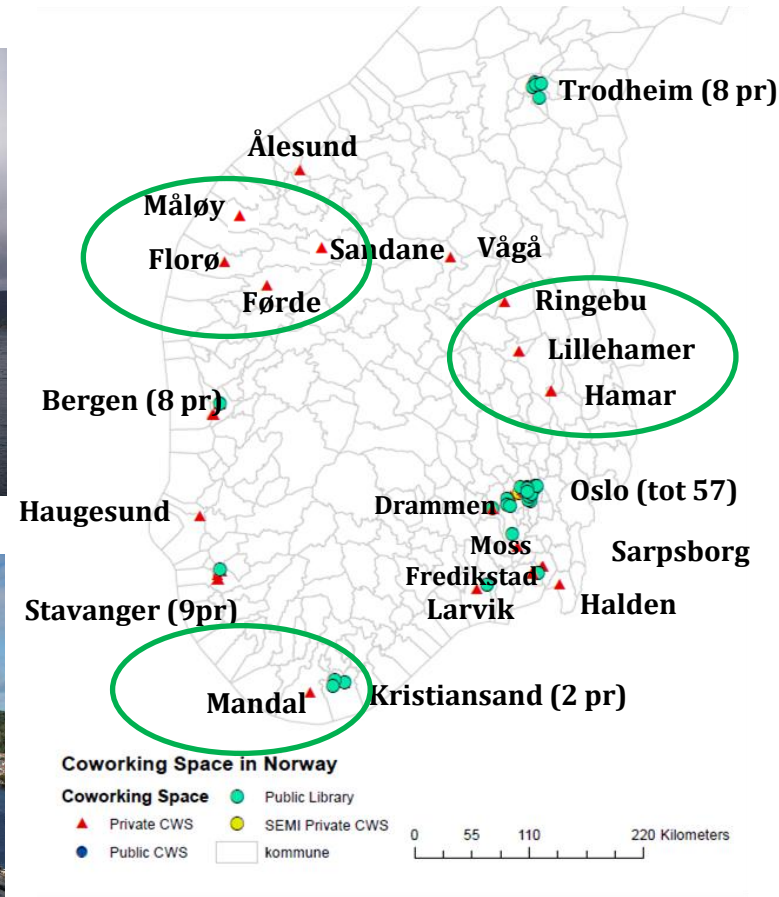 Trodheim (8 pr)
Ålesund
Måløy
Sandane
Vågå
Florø
Førde
Ringebu
Lillehamer
Hamar
Bergen (8 pr)
Oslo (tot 57)
Drammen
Haugesund
Moss
Sarpsborg
Fredikstad
Larvik
Halden
Stavanger (9pr)
Mandal
Kristiansand (2 pr)
Coworking Space in Norway
Coworking Space
Public Library
Private CWS
SEMI Private CWS
Public CWS
kommune
0 55 110 220 Kilometers